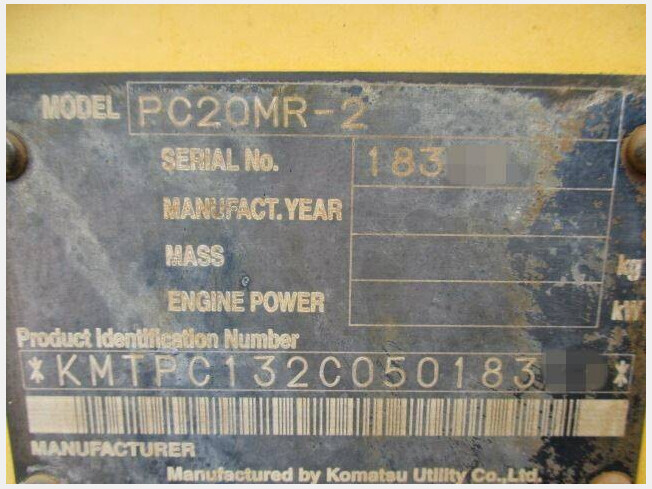 MODEL PC20MR-2
SERIAL No. 183
MANUFACT. YEAR
MASS kg
ENGINE POWER kW
Product Identification Number
*KMTPC132C050183 *
MANUFACTURER
Manufactured by Komatsu Utility Co.,Ltd.